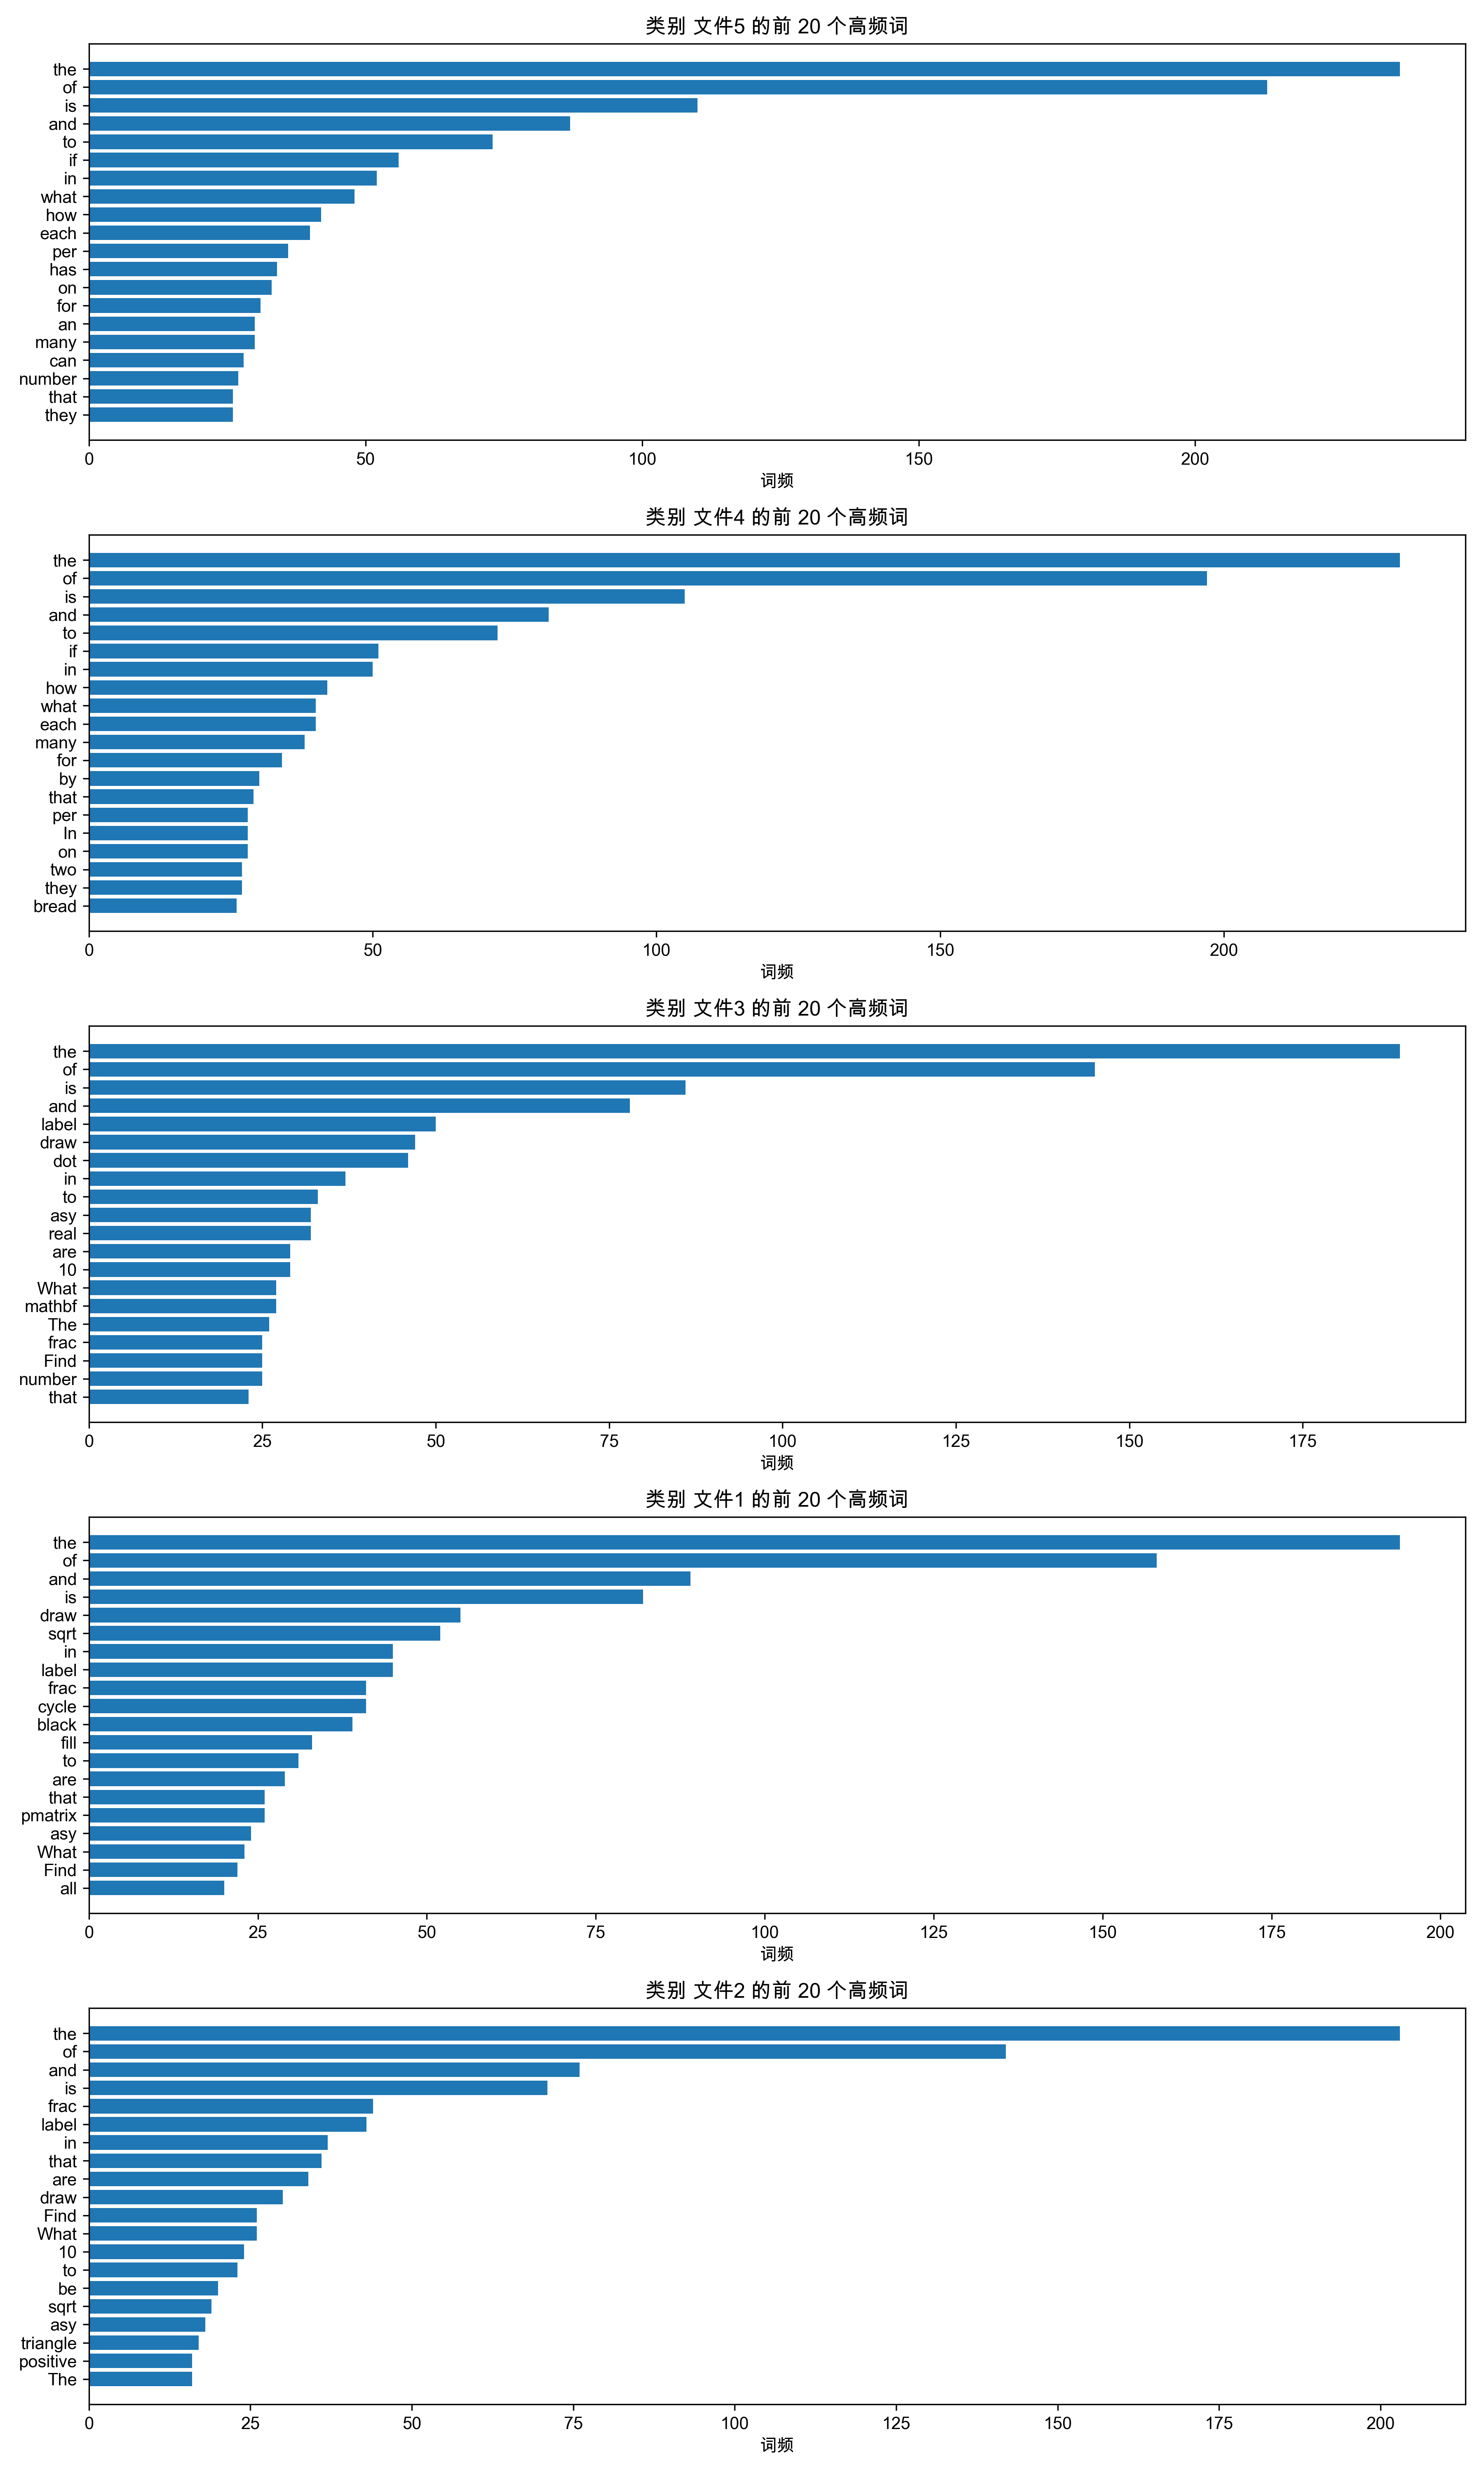 类别 文件5 的前 20 个高频词
the
of
is
and
to
if
in
what
how
each
per
has
on
for
an
many
can
number
that
they
0 50 100 150 200
词频
类别 文件4 的前 20 个高频词
the
of
is
and
to
if
in
how
what
each
many
for
by
that
per
In
on
two
they
bread
0 50 100 150 200
词频
类别 文件3 的前 20 个高频词
the
of
is
and
label
draw
dot
in
to
asy
real
are
10
What
mathbf
The
frac
Find
number
that
0 25 50 75 100 125 150 175
词频
类别 文件1 的前 20 个高频词
the
of
and
is
draw
sqrt
in
label
frac
cycle
black
fill
to
are
that
pmatrix
asy
What
Find
all
0 25 50 75 100 125 150 175 200
词频
类别 文件2 的前 20 个高频词
the
of
and
is
frac
label
in
that
are
draw
Find
What
10
to
be
sqrt
asy
triangle
positive
The
0 25 50 75 100 125 150 175 200
词频